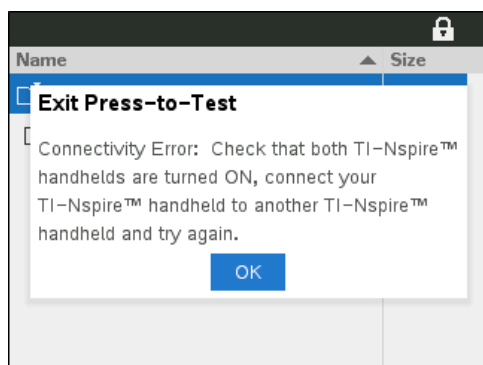 Name Size
Exit Press-to-Test
Connectivity Error: Check that both TI-Nspire™
handhelds are turned ON, connect your
TI-Nspire™ handheld to another TI-Nspire™
handheld and try again.
OK